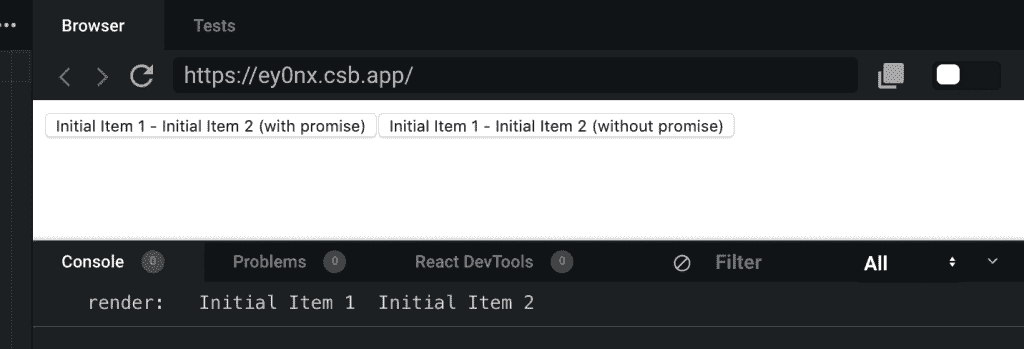 Browser Tests
https://ey0nx.csb.app/
Initial Item 1 - Initial Item 2 (with promise) Initial Item 1 - Initial Item 2 (without promise)
Console 0 Problems 0 React DevTools 0 Filter All
render: Initial Item 1 Initial Item 2